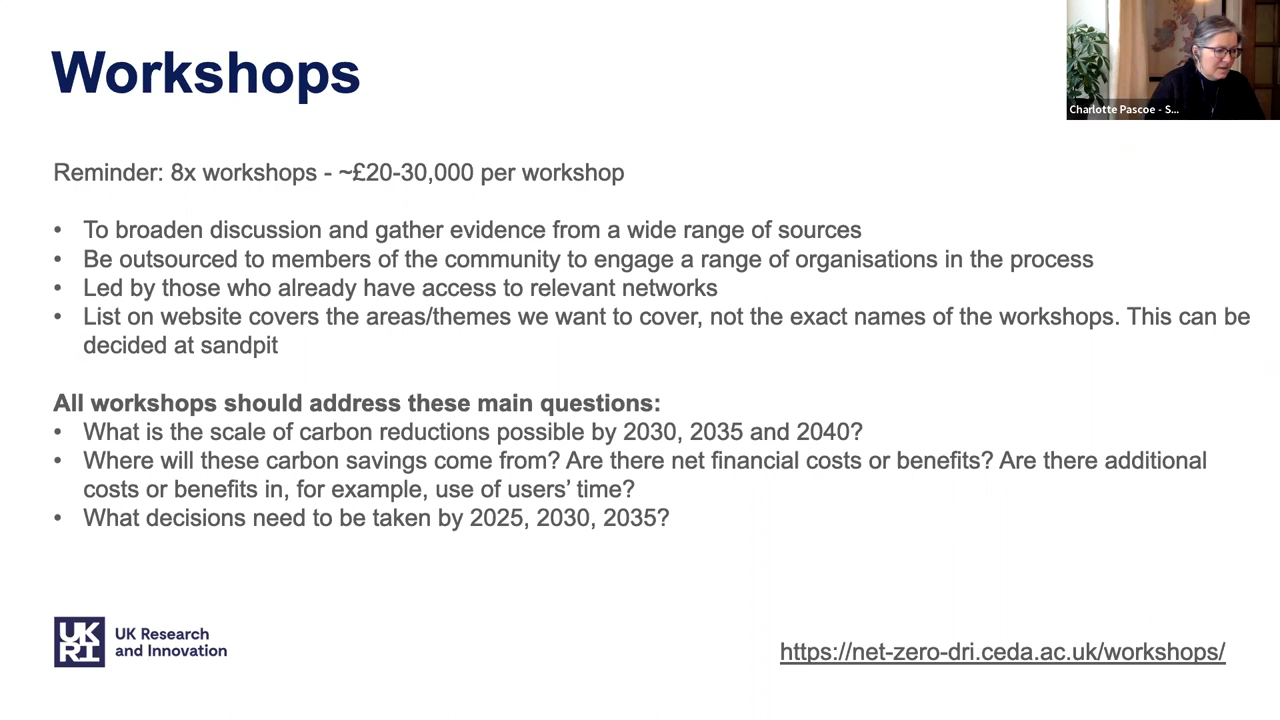 Workshops
Charlotte Pascoe - S...
Reminder: 8x workshops - ~£20-30,000 per workshop
• To broaden discussion and gather evidence from a wide range of sources
• Be outsourced to members of the community to engage a range of organisations in the process
• Led by those who already have access to relevant networks
• List on website covers the areas/themes we want to cover, not the exact names of the workshops. This can be
decided at sandpit
All workshops should address these main questions:
• What is the scale of carbon reductions possible by 2030, 2035 and 2040?
• Where will these carbon savings come from? Are there net financial costs or benefits? Are there additional
costs or benefits in, for example, use of users’ time?
• What decisions need to be taken by 2025, 2030, 2035?
UK
RI
UK Research
and Innovation
https://net-zero-dri.ceda.ac.uk/workshops/